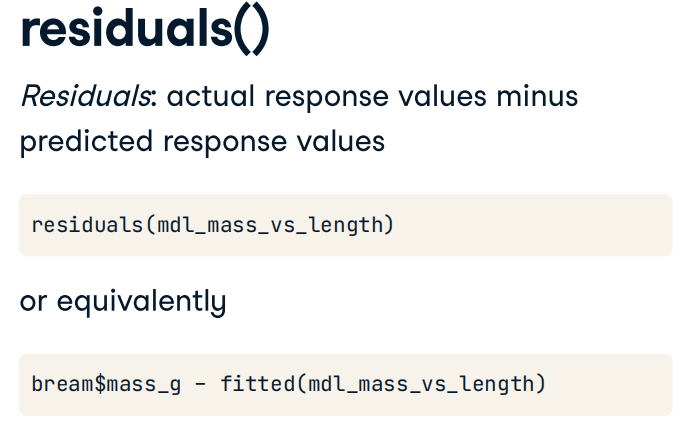 residuals()
Residuals: actual response values minus
predicted response values
residuals(mdl_mass_vs_length)
or equivalently
bream$mass_g - fitted(mdl_mass_vs_length)